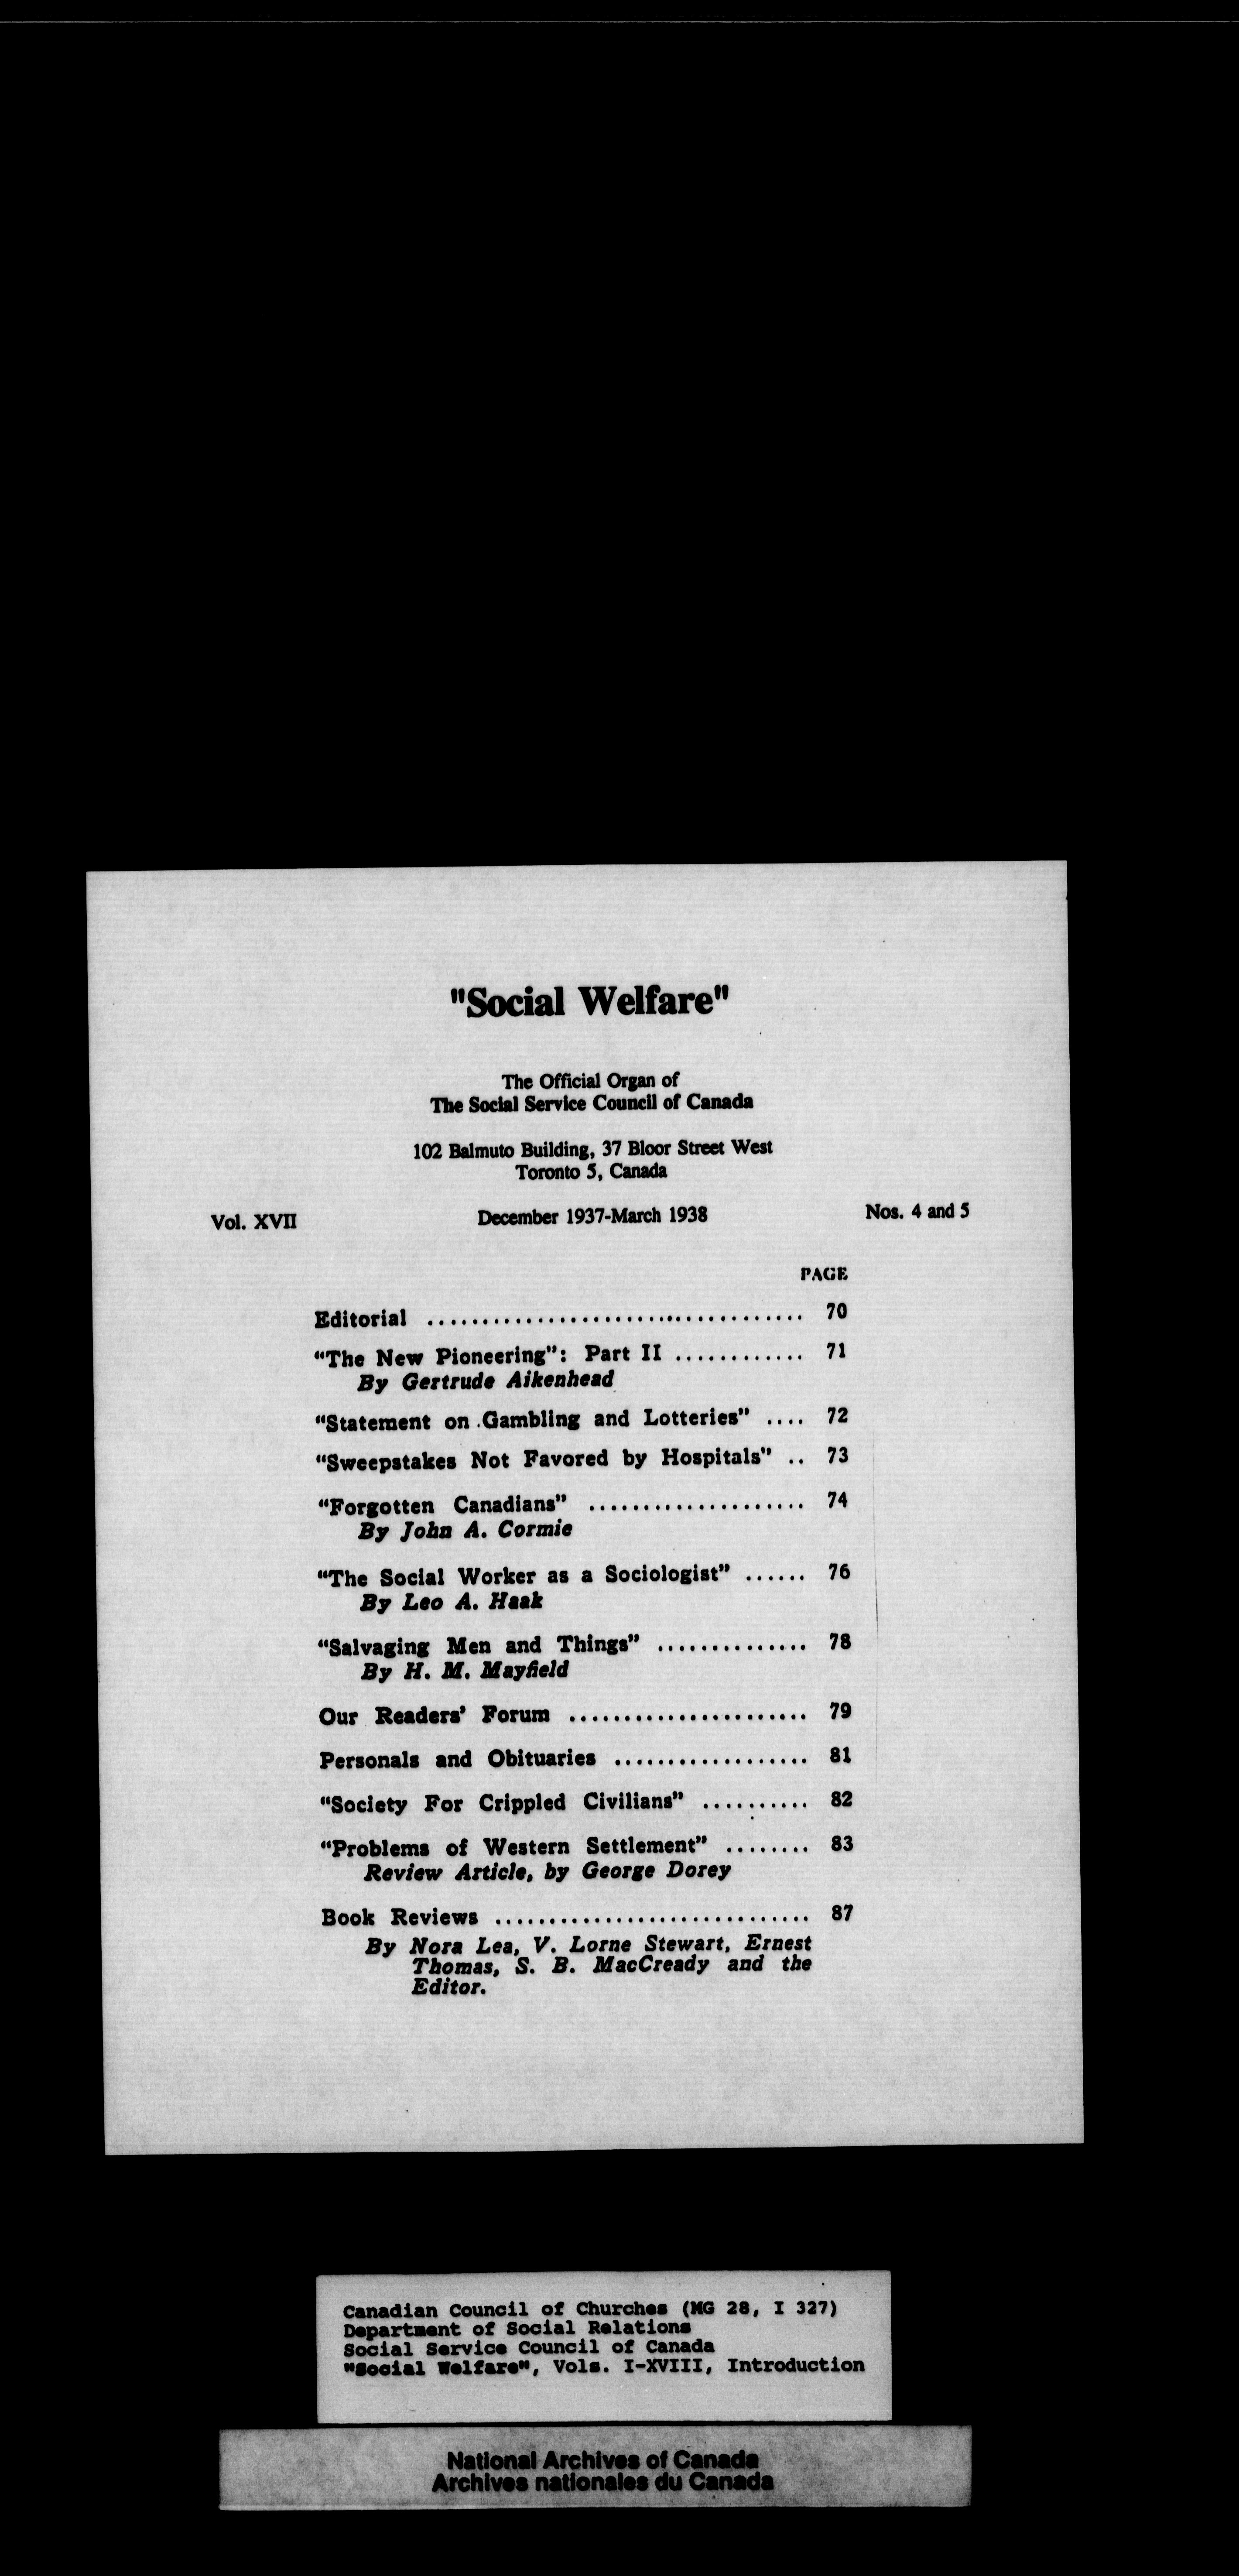 "Social Welfare"
The Official Organ of
The Social Service Council of Canada
102 Balmuto Building, 37 Bloor Street West
Toronto 5, Canada
Vol. XVII December 1937-March 1938 Nos. 4 and 5
PAGE
Editorial .................................. 70
“The New Pioneering”: Part II ............ 71
By Gertrude Aikenhead
“Statement on Gambling and Lotteries” .... 72
“Sweepstakes Not Favored by Hospitals” .. 73
“Forgotten Canadians” .................... 74
By John A. Cormie
“The Social Worker as a Sociologist” ...... 76
By Leo A. Haak
“Salvaging Men and Things” .............. 78
By H. M. Mayfield
Our Readers’ Forum ...................... 79
Personals and Obituaries .................. 81
“Society For Crippled Civilians” .......... 82
“Problems of Western Settlement” ........ 83
Review Article, by George Dorey
Book Reviews ............................. 87
By Nora Lea, V. Lorne Stewart, Ernest
Thomas, S. B. MacCready and the
Editor.
Canadian Council of Churches (MG 28, I 327)
Department of Social Relations
Social Service Council of Canada
"Social Welfare", Vols. I-XVIII, Introduction
National Archives of Canada
Archives nationales du Canada